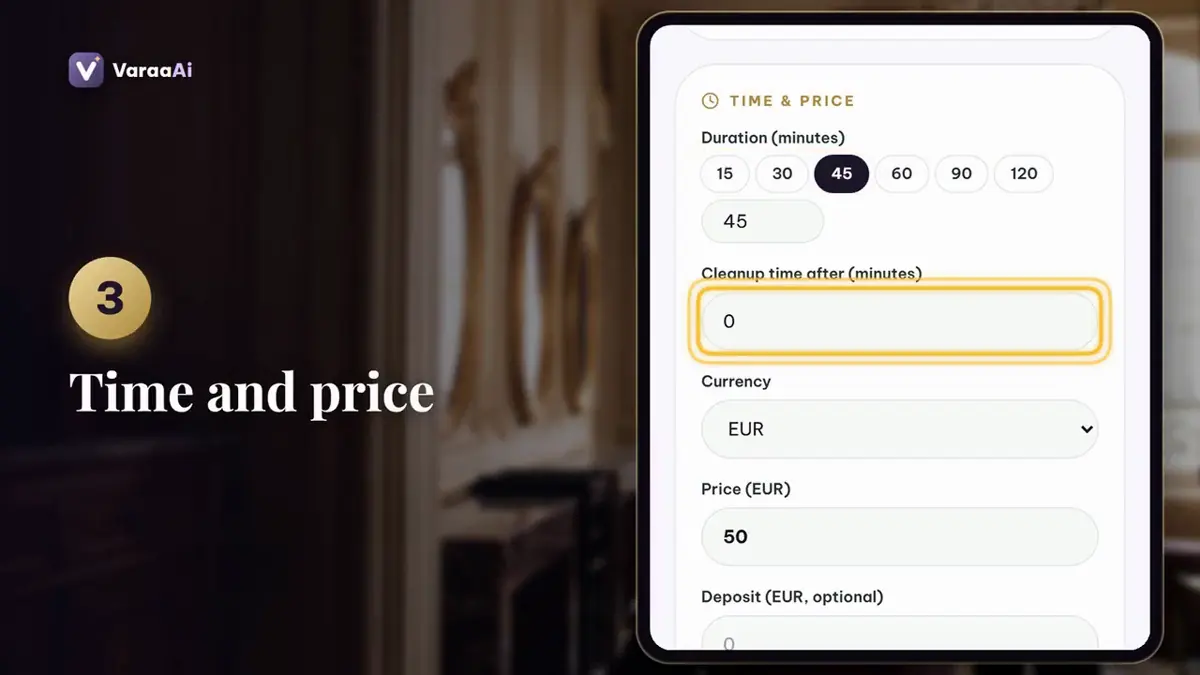 VaraaAi
3
Time and price
TIME & PRICE
Duration (minutes)
15 30 45 60 90 120
45
Cleanup time after (minutes)
0
Currency
EUR
Price (EUR)
50
Deposit (EUR, optional)
0